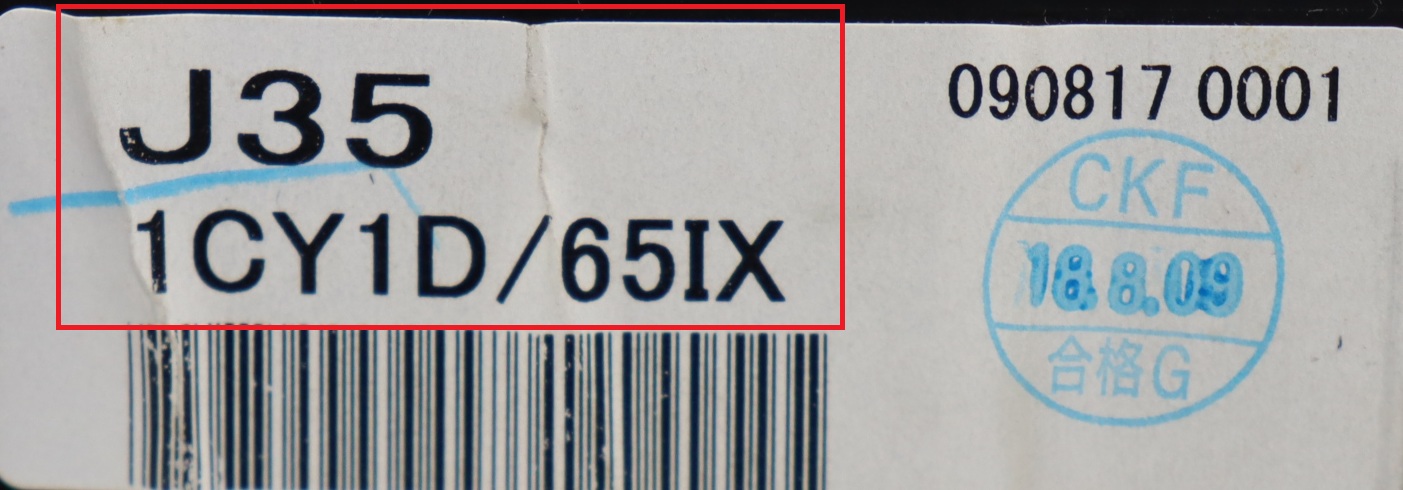 J35
1CY1D/65IX
090817 0001
CKF
18.8.09
合格G